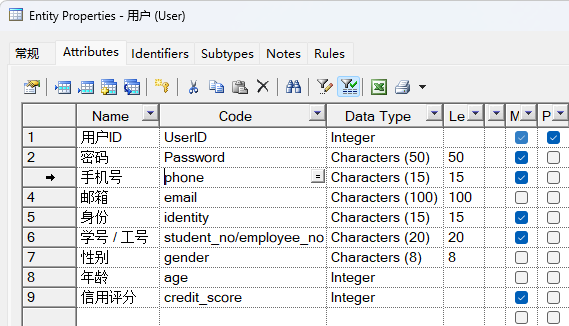 Entity Properties - 用户 (User)
常规 Attributes Identifiers Subtypes Notes Rules
Name Code Data Type Le M P
1 用户ID UserID Integer
2 密码 Password Characters (50) 50
手机号 phone = Characters (15) 15
4 邮箱 email Characters (100) 100
5 身份 identity Characters (15) 15
6 学号 / 工号 student_no/employee_no Characters (20) 20
7 性别 gender Characters (8) 8
8 年龄 age Integer
9 信用评分 credit_score Integer